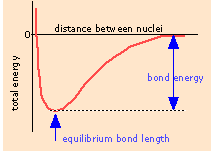 distance between nuclei
0
bond energy
total energy
equilibrium bond length